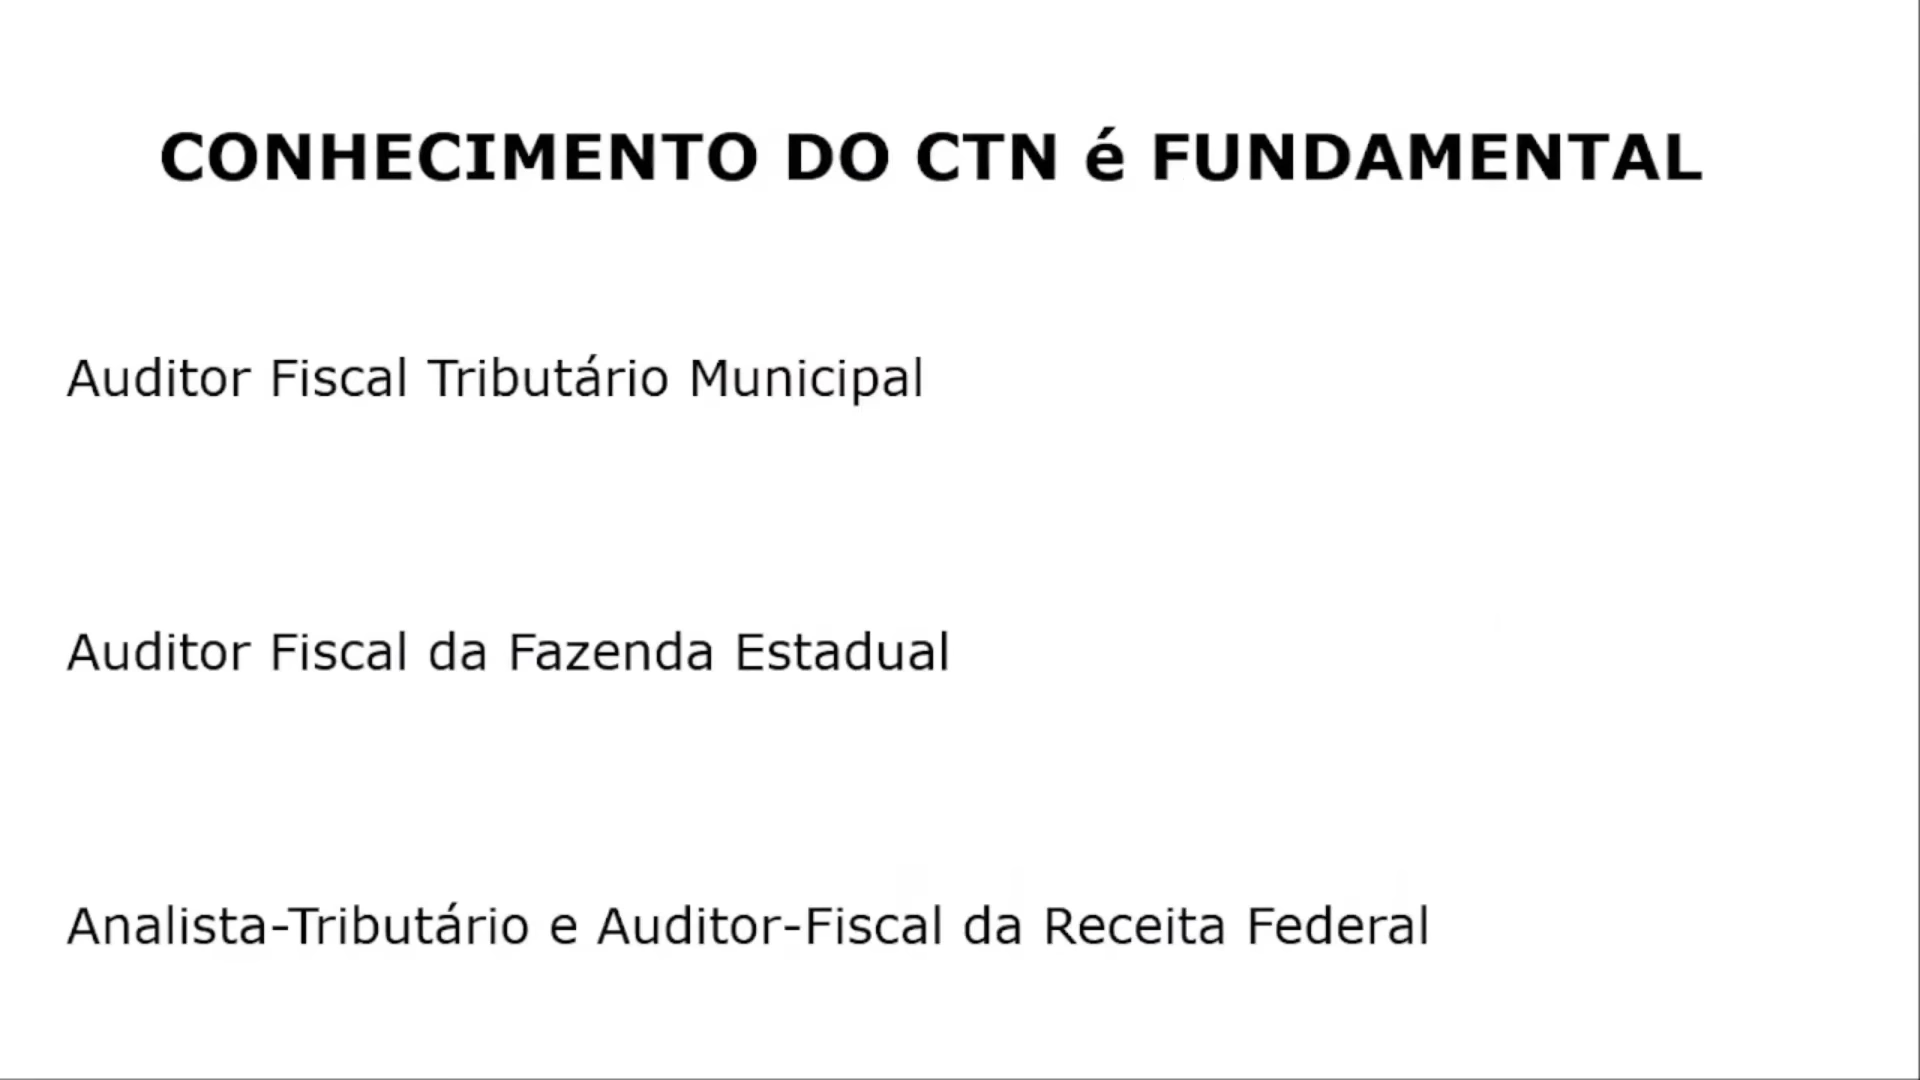 CONHECIMENTO DO CTN é FUNDAMENTAL
Auditor Fiscal Tributário Municipal
Auditor Fiscal da Fazenda Estadual
Analista-Tributário e Auditor-Fiscal da Receita Federal